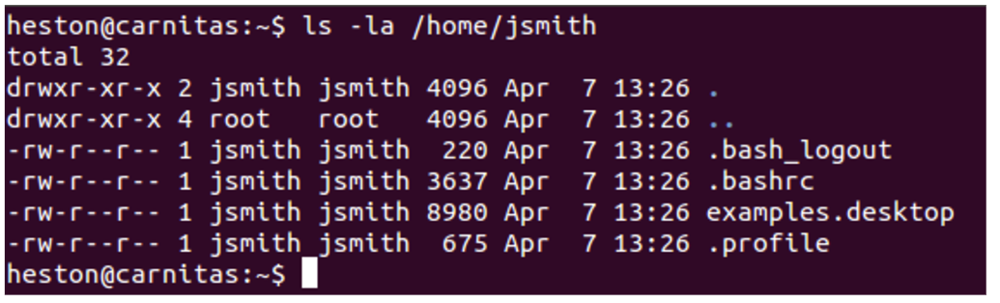 heston@carnitas:~$ ls -la /home/jsmith
total 32
drwxr-xr-x 2 jsmith jsmith 4096 Apr  7 13:26 .
drwxr-xr-x 4 root   root   4096 Apr  7 13:26 ..
-rw-r--r-- 1 jsmith jsmith  220 Apr  7 13:26 .bash_logout
-rw-r--r-- 1 jsmith jsmith 3637 Apr  7 13:26 .bashrc
-rw-r--r-- 1 jsmith jsmith 8980 Apr  7 13:26 examples.desktop
-rw-r--r-- 1 jsmith jsmith  675 Apr  7 13:26 .profile
heston@carnitas:~$